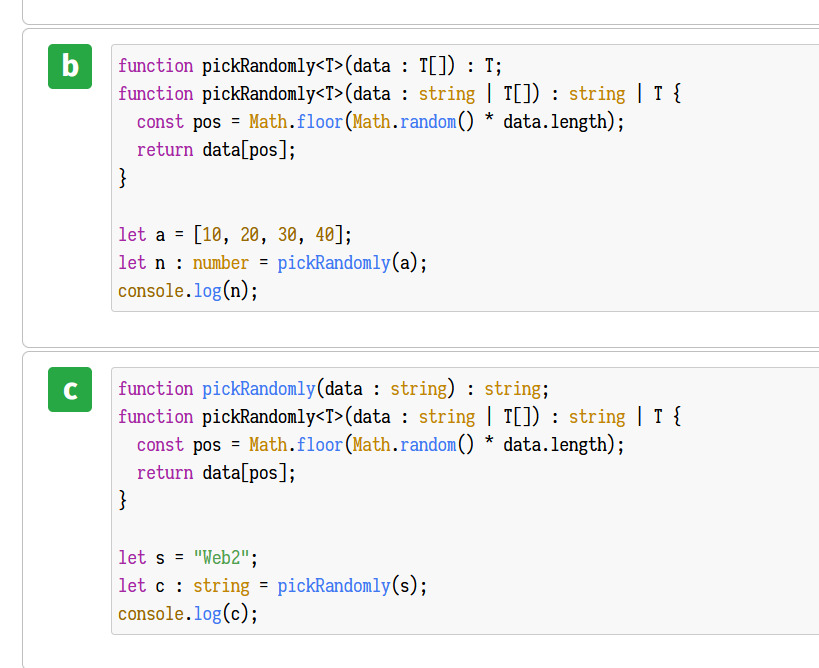 b
function pickRandomly<T>(data : T[]) : T;
function pickRandomly<T>(data : string | T[]) : string | T {
  const pos = Math.floor(Math.random() * data.length);
  return data[pos];
}
let a = [10, 20, 30, 40];
let n : number = pickRandomly(a);
console.log(n);
c
function pickRandomly(data : string) : string;
function pickRandomly<T>(data : string | T[]) : string | T {
  const pos = Math.floor(Math.random() * data.length);
  return data[pos];
}
let s = "Web2";
let c : string = pickRandomly(s);
console.log(c);